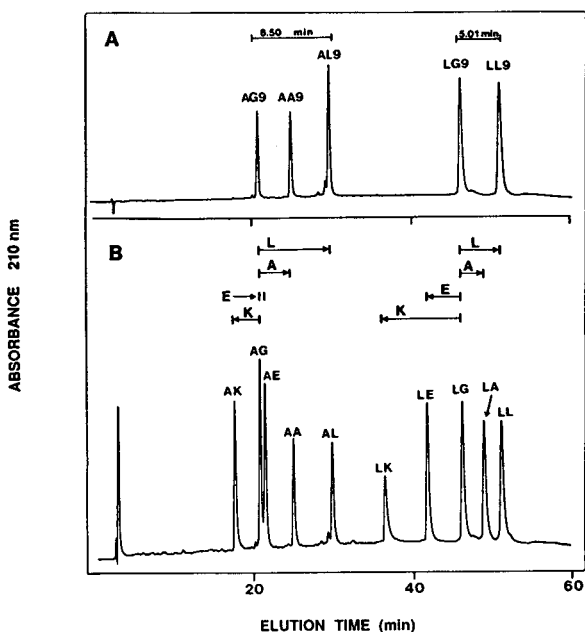 A
6.50 min
5.01 min
AL9
LG9
LL9
AG9
AA9
B
L
L
A
A
E
E
K
K
AG
AK
AE
LE
LG
LA
LL
AA
AL
LK
20
40
60
ABSORBANCE 210 nm
ELUTION TIME (min)